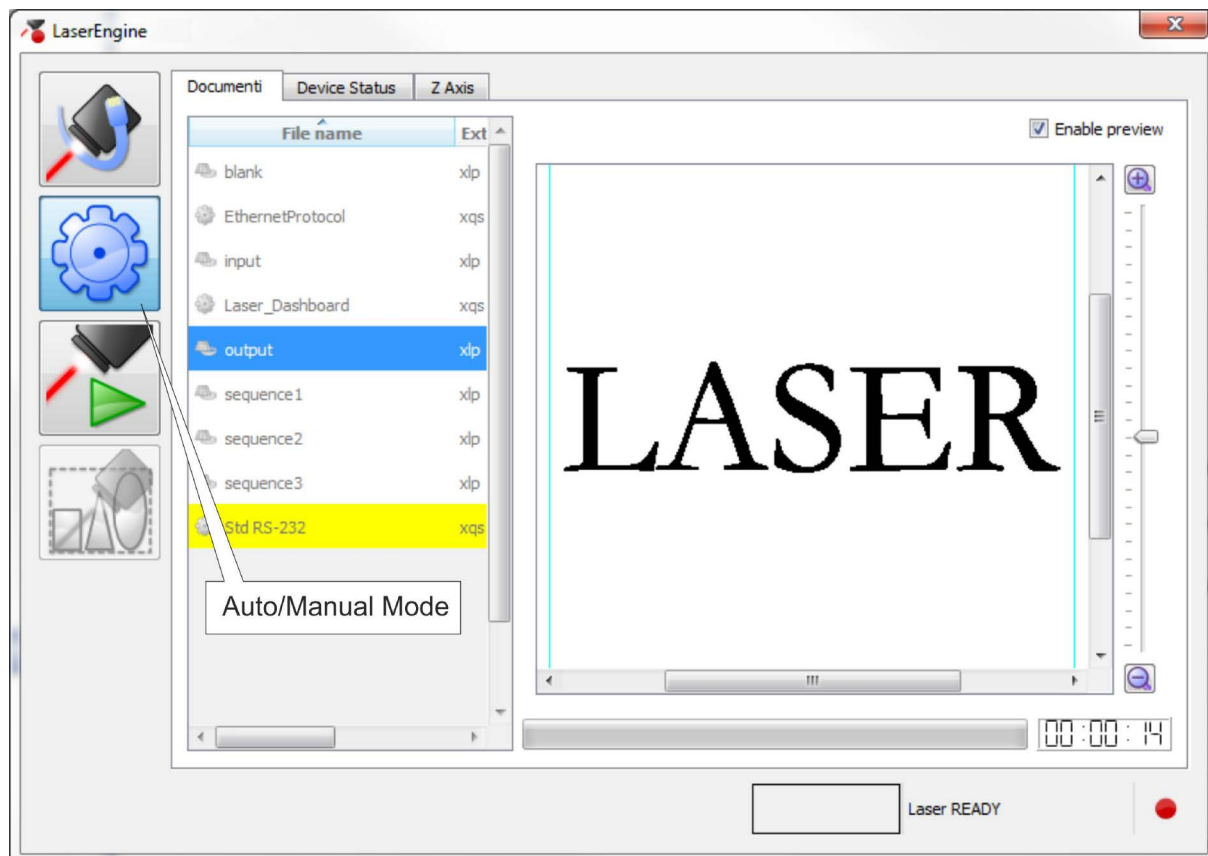 LaserEngine
Documenti Device Status Z Axis
File name Ext
Enable preview
blank xlp
EthernetProtocol xqs
input xlp
Laser_Dashboard xqs
output xlp
sequence1 xlp
sequence2 xlp
sequence3 xlp
Std RS-232 xqs
LASER
Auto/Manual Mode
00:00:14
Laser READY